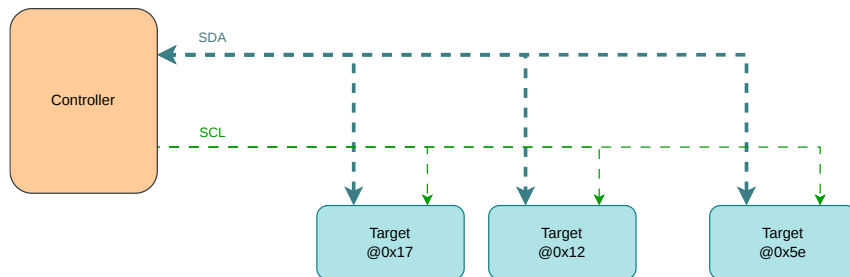 SDA
Controller
SCL
Target
@0x17
Target
@0x12
Target
@0x5e